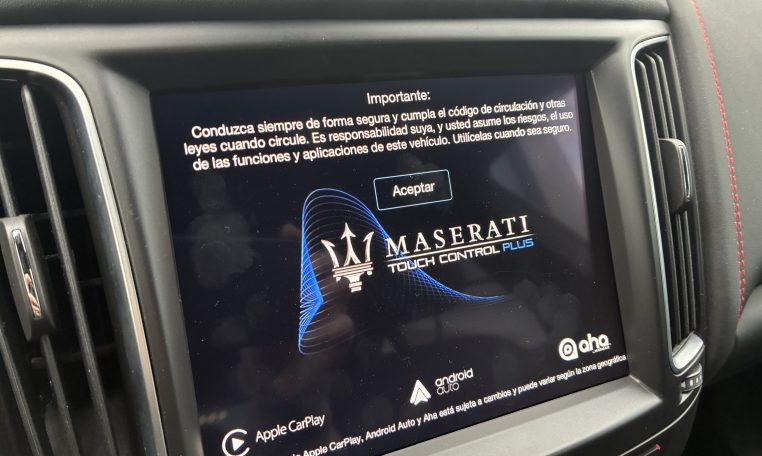 Importante:
Conduzca siempre de forma segura y cumpla el código de circulación y otras
leyes cuando circule. Es responsabilidad suya, y usted asume los riesgos, el uso
de las funciones y aplicaciones de este vehículo. Utilícelas cuando sea seguro.
Aceptar
MASERATI
TOUCH CONTROL PLUS
aha
android
auto
Apple CarPlay
Apple CarPlay, Android Auto y Aha está sujeta a cambios y puede variar según la zona geográfica.